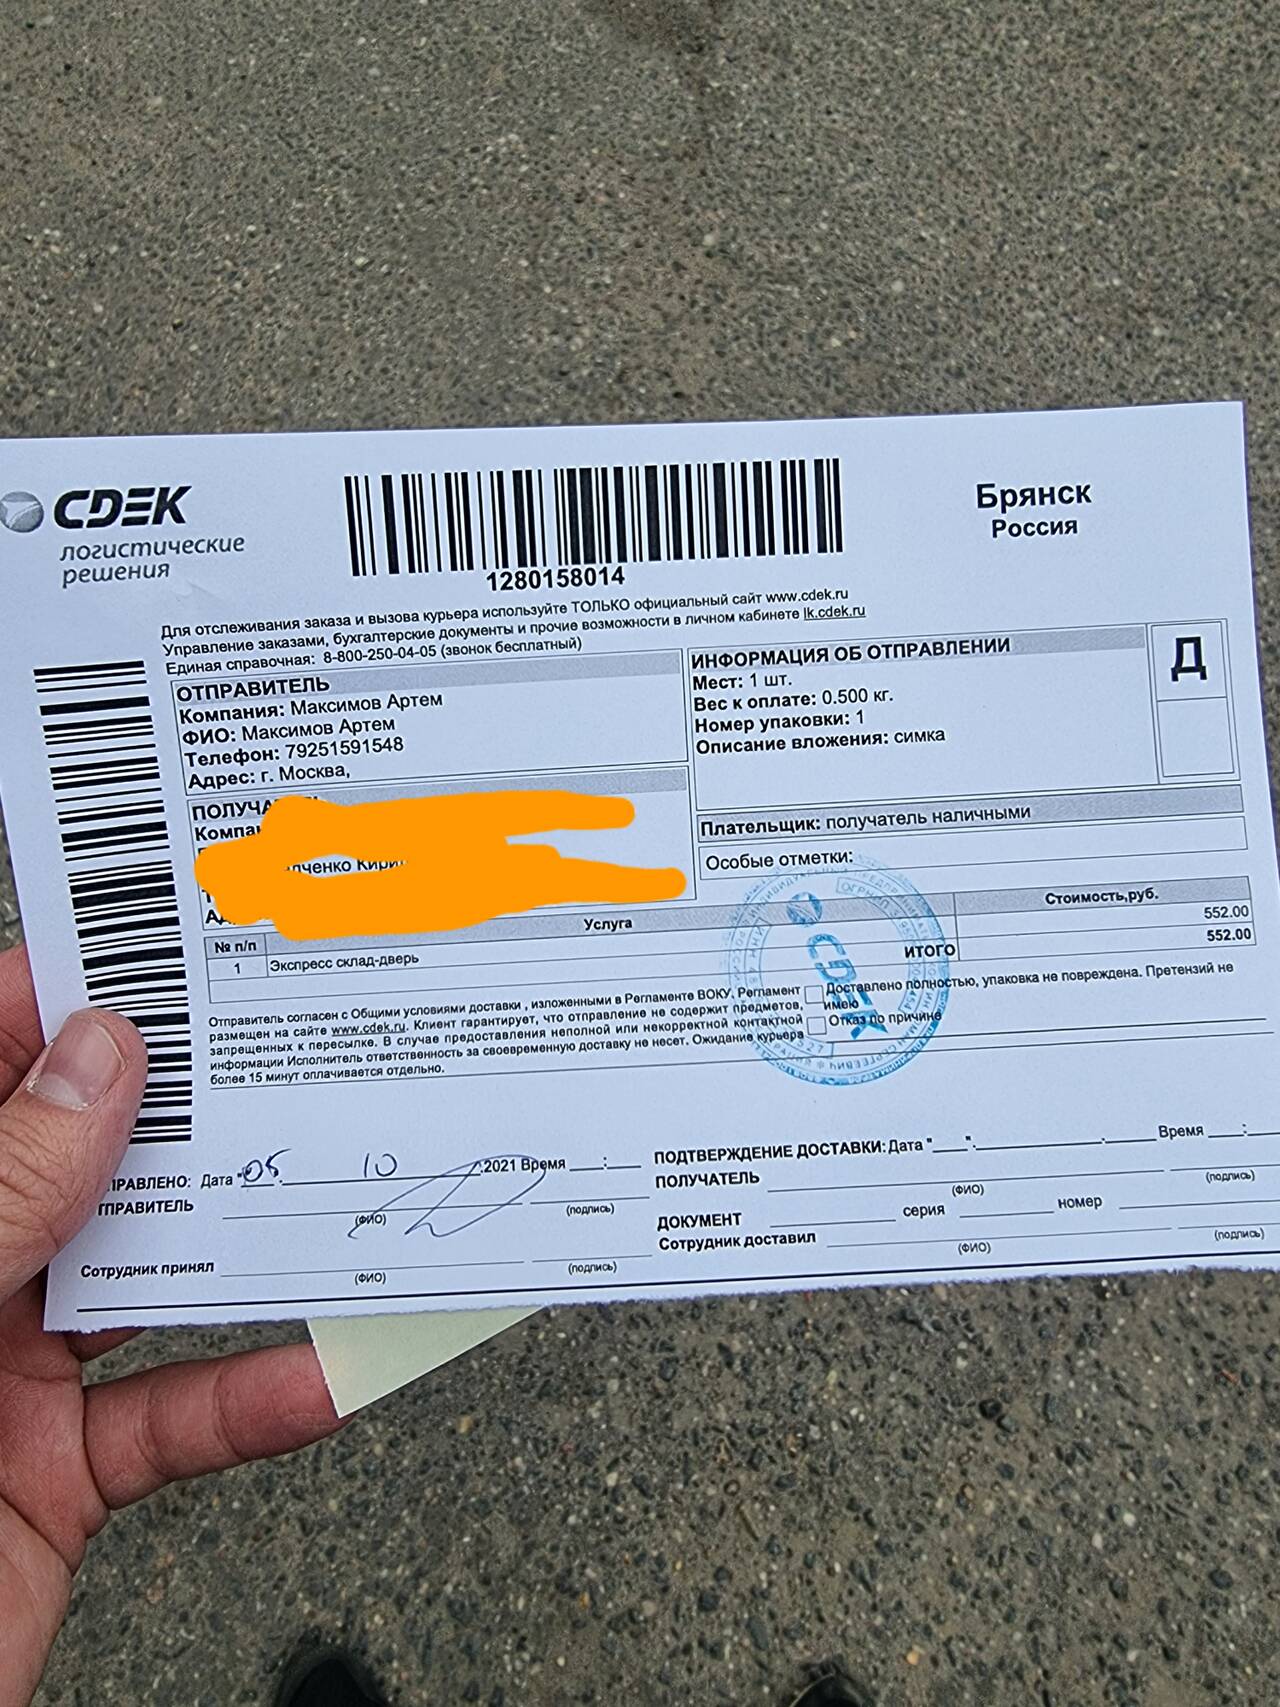 CDEK
логистические
решения
1280158014
Брянск
Россия
Для отслеживания заказа и вызова курьера используйте ТОЛЬКО официальный сайт www.cdek.ru
Управление заказами, бухгалтерские документы и прочие возможности в личном кабинете lk.cdek.ru
Единая справочная: 8-800-250-04-05 (звонок бесплатный)
ОТПРАВИТЕЛЬ
Компания: Максимов Артем
ФИО: Максимов Артем
Телефон: 79251591548
Адрес: г. Москва,
ИНФОРМАЦИЯ ОБ ОТПРАВЛЕНИИ
Мест: 1 шт.
Вес к оплате: 0.500 кг.
Номер упаковки: 1
Описание вложения: симка
Д
Плательщик: получатель наличными
Особые отметки:
№ п/п Услуга Стоимость,руб.
1 Экспресс склад-дверь 552.00
ИТОГО 552.00
Отправитель согласен с Общими условиями доставки , изложенными в Регламенте ВОКУ. Регламент
размещен на сайте www.cdek.ru. Клиент гарантирует, что отправление не содержит предметов,
запрещенных к пересылке. В случае предоставления неполной или некорректной контактной
информации Исполнитель ответственность за своевременную доставку не несет. Ожидание курьера
более 15 минут оплачивается отдельно.
Доставлено полностью, упаковка не повреждена. Претензий не
имею
Отказ по причине
CDEK
РАВЛЕНО: Дата "05. 10 .2021 Время __:__
ПРАВИТЕЛЬ
(ФИО) (подпись)
Сотрудник принял
(ФИО) (подпись)
ПОДТВЕРЖДЕНИЕ ДОСТАВКИ: Дата "___". Время __:__
ПОЛУЧАТЕЛЬ
(ФИО) (подпись)
ДОКУМЕНТ серия номер
Сотрудник доставил
(ФИО) (подпись)